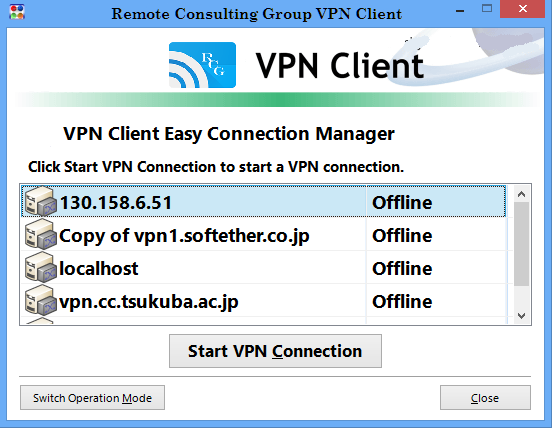 Remote Consulting Group VPN Client
RCG
VPN Client
VPN Client Easy Connection Manager
Click Start VPN Connection to start a VPN connection.
130.158.6.51 Offline
Copy of vpn1.softether.co.jp Offline
localhost Offline
vpn.cc.tsukuba.ac.jp Offline
Start VPN Connection
Switch Operation Mode
Close